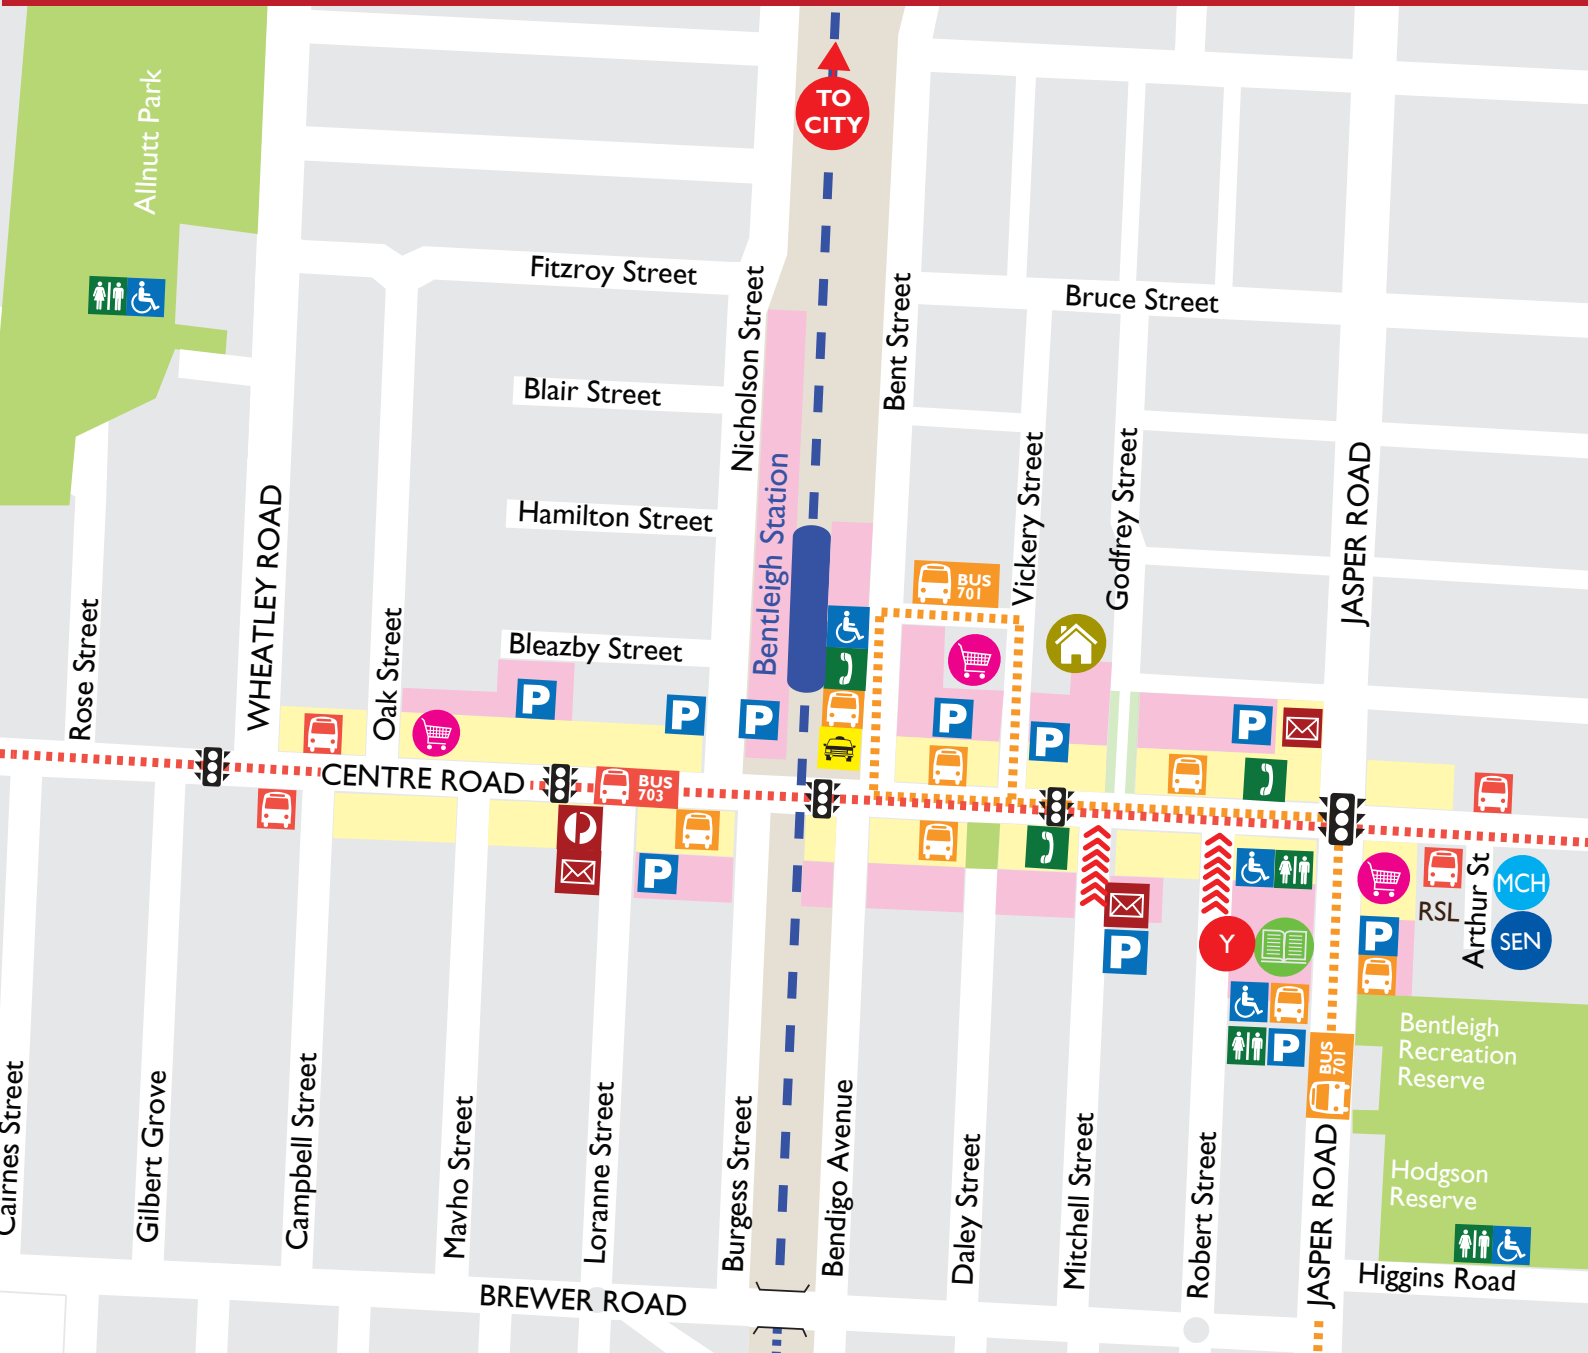 TO
CITY
Allnutt Park
Fitzroy Street
Nicholson Street
Bent Street
Bruce Street
Blair Street
Hamilton Street
Bleazby Street
Bentleigh Station
Vickery Street
Godfrey Street
JASPER ROAD
WHEATLEY ROAD
Rose Street
Oak Street
BUS
701
P
P
P
P
P
P
CENTRE ROAD
BUS
703
P
P
P
P
Y
RSL
Arthur St
MCH
SEN
Bentleigh
Recreation
Reserve
BUS
701
Hodgson
Reserve
Cairnes Street
Gilbert Grove
Campbell Street
Mavho Street
Loranne Street
Burgess Street
Bendigo Avenue
Daley Street
Mitchell Street
Robert Street
JASPER ROAD
Higgins Road
BREWER ROAD